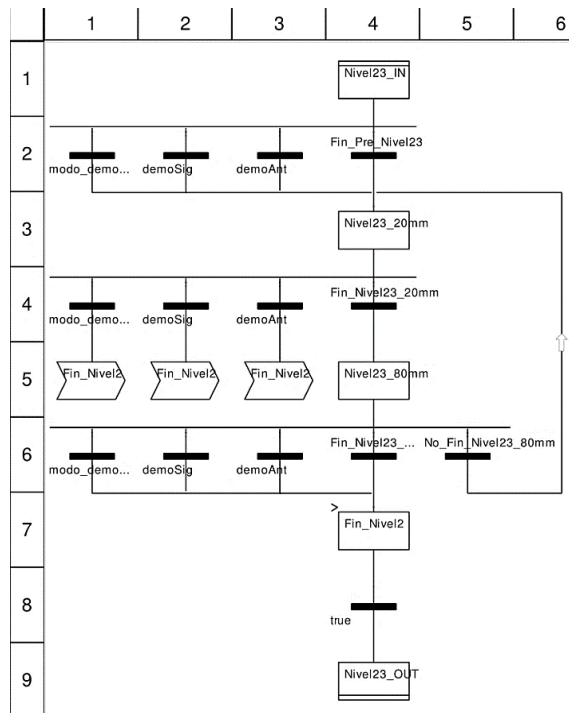 1 2 3 4 5 6
1
Nivel23_IN
2
Fin_Pre_Nivel23
modo_demo... demoSig demoAnt
3
Nivel23_20mm
4
Fin_Nivel23_20mm
modo_demo... demoSig demoAnt
5
Fin_Nivel2 Fin_Nivel2 Fin_Nivel2 Nivel23_80mm
6
Fin_Nivel23_... No_Fin_Nivel23_80mm
modo_demo... demoSig demoAnt
7
>
Fin_Nivel2
8
true
9
Nivel23_OUT